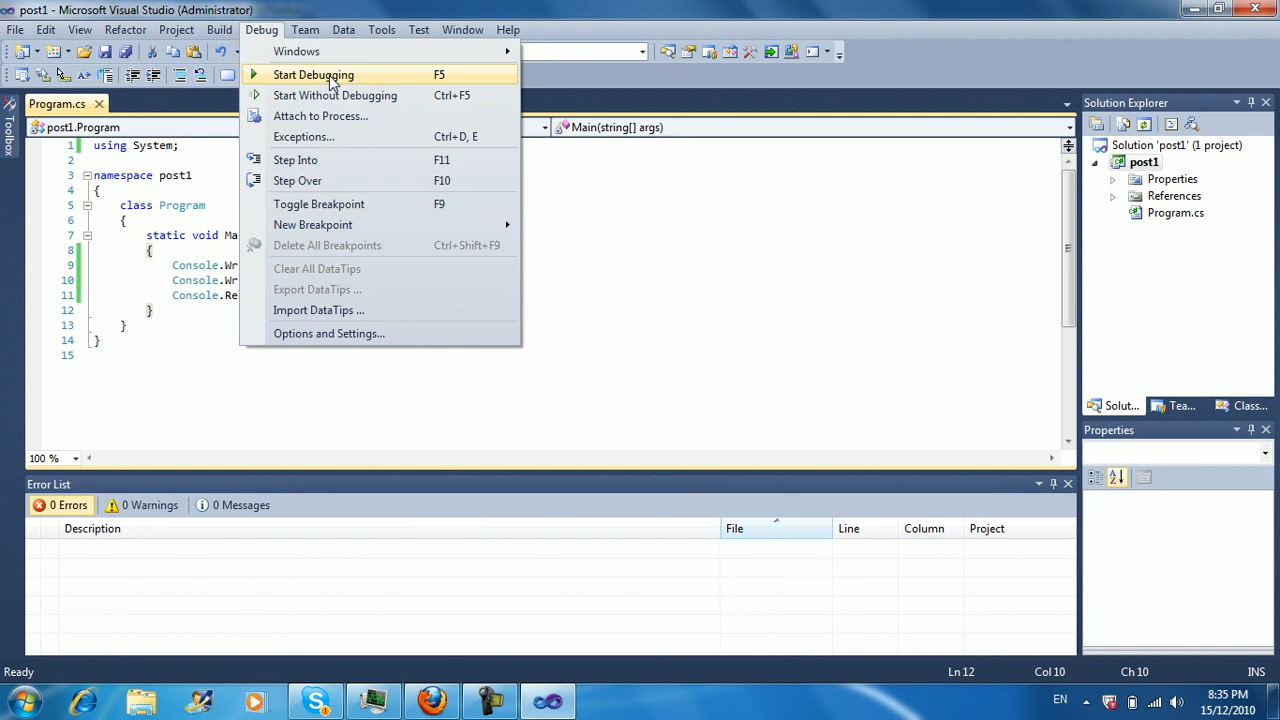 post1 - Microsoft Visual Studio (Administrator)
File Edit View Refactor Project Build Debug Team Data Tools Test Window Help
Windows
Start Debugging F5
Start Without Debugging Ctrl+F5
Attach to Process...
Exceptions... Ctrl+D, E
Step Into F11
Step Over F10
Toggle Breakpoint F9
New Breakpoint
Delete All Breakpoints Ctrl+Shift+F9
Clear All DataTips
Export DataTips ...
Import DataTips ...
Options and Settings...
Toolbox
Program.cs
post1.Program
Main(string[] args)
1 using System;
2
3 namespace post1
4 {
5 class Program
6 {
7 static void Ma
8 {
9 Console.Wr
10 Console.Wr
11 Console.Re
12 }
13 }
14 }
15
100 %
Solution Explorer
Solution 'post1' (1 project)
post1
Properties
References
Program.cs
Solut... Tea... Class...
Properties
Error List
0 Errors 0 Warnings 0 Messages
Description File Line Column Project
Ready Ln 12 Col 10 Ch 10 INS
EN
8:35 PM
15/12/2010